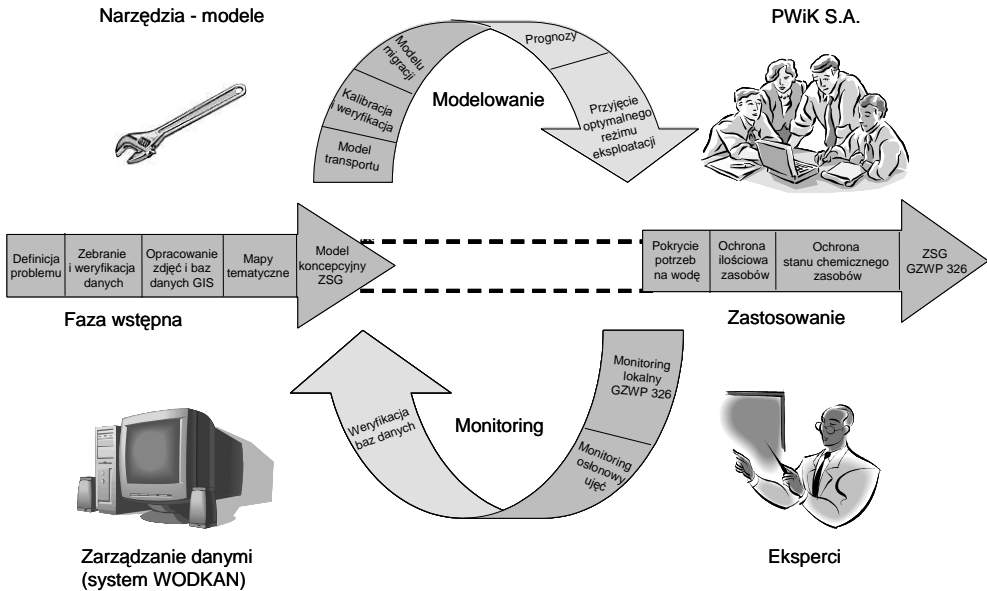 Narzędzia - modele
PWiK S.A.
Modelu
migracji
Kalibracja
i weryfikacja
Model
transportu
Modelowanie
Prognozy
Przyjęcie
optymalnego
reżimu
eksploatacji
Definicja
problemu
Zebranie
i weryfikacja
danych
Opracowanie
zdjęć i baz
danych GIS
Mapy
tematyczne
Model
koncepcyjny
ZSG
Faza wstępna
Pokrycie
potrzeb
na wodę
Ochrona
ilościowa
zasobów
Ochrona
stanu chemicznego
zasobów
ZSG
GZWP 326
Zastosowanie
Monitoring
lokalny
GZWP 326
Monitoring
osłonowy
ujęć
Monitoring
Weryfikacja
baz danych
Zarządzanie danymi
(system WODKAN)
Eksperci